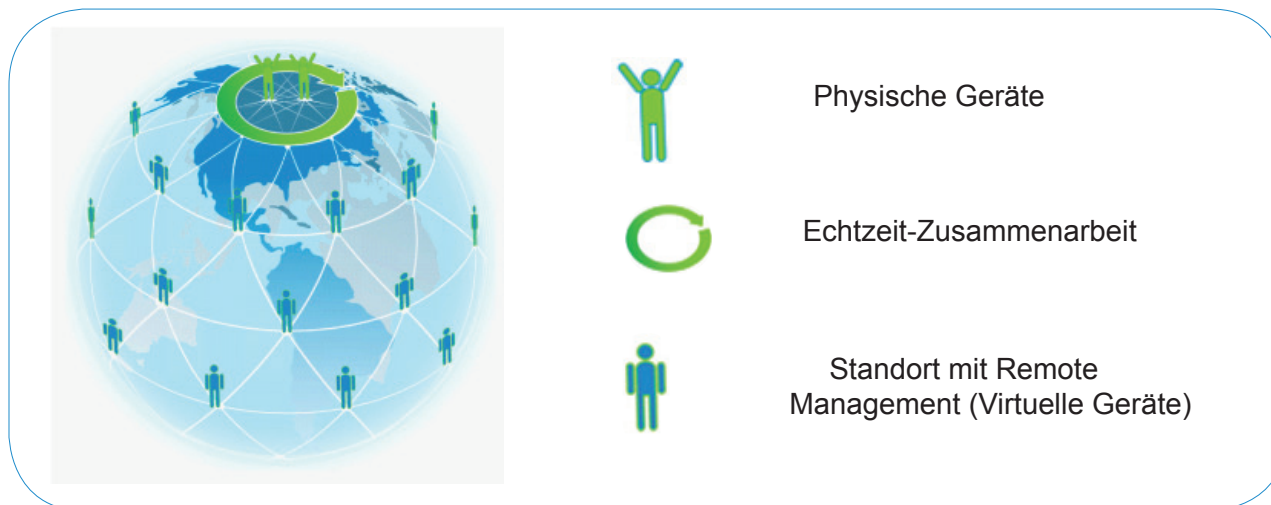 Physische Geräte
Echtzeit-Zusammenarbeit
Standort mit Remote
Management (Virtuelle Geräte)